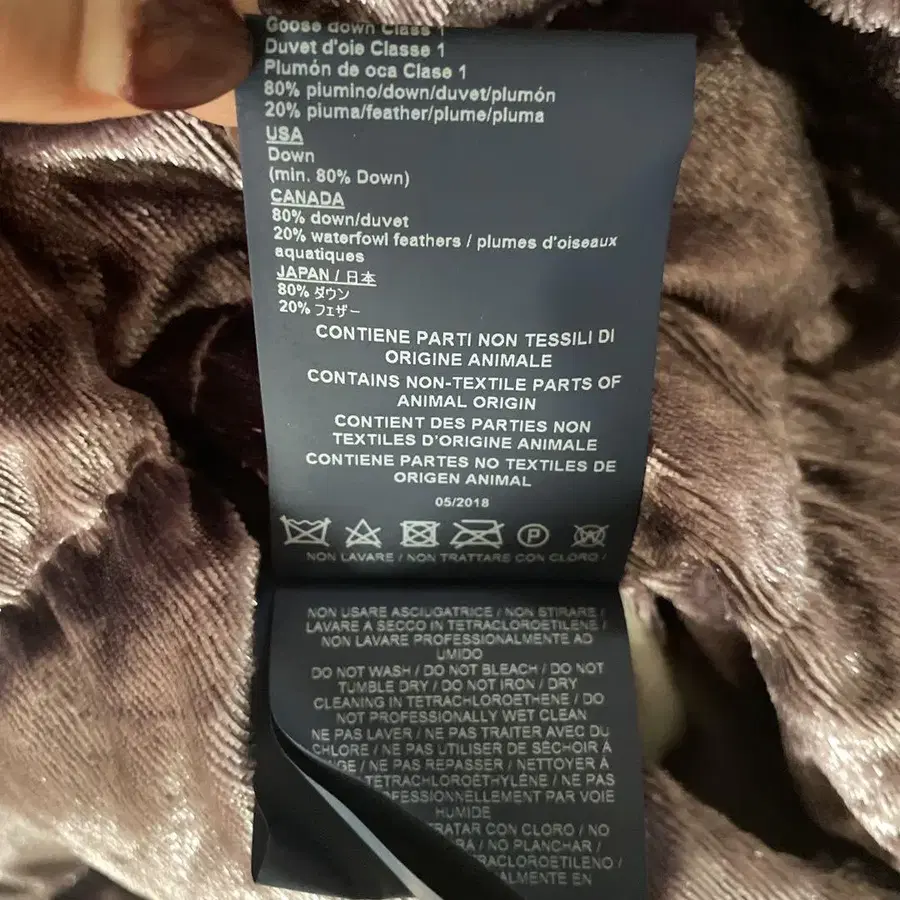 Goose down Class 1
Duvet d'oie Classe 1
Plumón de oca Clase 1
80% piumino/down/duvet/plumón
20% piuma/feather/plume/pluma
USA
Down
(min. 80% Down)
CANADA
80% down/duvet
20% waterfowl feathers / plumes d'oiseaux
aquatiques
JAPAN / 日本
80% ダウン
20% フェザー
CONTIENE PARTI NON TESSILI DI
ORIGINE ANIMALE
CONTAINS NON-TEXTILE PARTS OF
ANIMAL ORIGIN
CONTIENT DES PARTIES NON
TEXTILES D'ORIGINE ANIMALE
CONTIENE PARTES NO TEXTILES DE
ORIGEN ANIMAL
05/2018
P
NON LAVARE / NON TRATTARE CON CLORO /
NON USARE ASCIUGATRICE / NON STIRARE /
LAVARE A SECCO IN TETRACLOROETILENE /
NON LAVARE PROFESSIONALMENTE AD
UMIDO
DO NOT WASH / DO NOT BLEACH / DO NOT
TUMBLE DRY / DO NOT IRON / DRY
CLEANING IN TETRACHLOROETHENE / DO
NOT PROFESSIONALLY WET CLEAN
NE PAS LAVER / NE PAS TRAITER AVEC DU
CHLORE / NE PAS UTILISER DE SÉCHOIR À
NGE / NE PAS REPASSER / NETTOYER À
TETRACHLOROÉTHYLÈNE / NE PAS
OFESSIONNELLEMENT PAR VOIE
HUMIDE
TRATAR CON CLORO / NO
/ NO PLANCHAR /
RACLOROETILENO /
ALMENTE EN